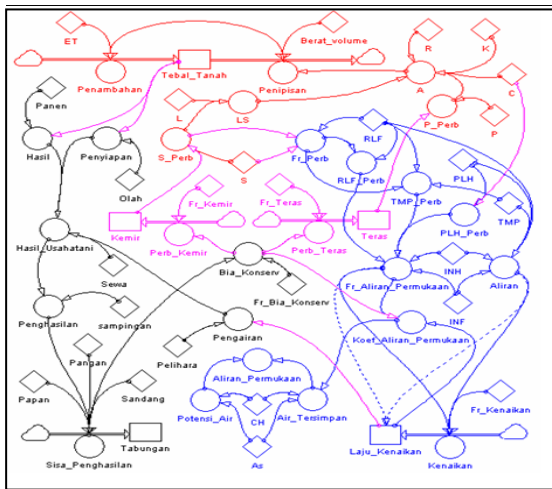 ET
Berat_volume
R
K
Penambahan
Tebal_Tanah
Penipisan
A
C
Panen
L
LS
P_Perb
P
Hasil
Penyiapan
S_Perb
S
Fr_Perb
RLF
RLF_Perb
PLH
Olah
Fr_Kemir
Fr_Teras
TMP_Perb
TMP
Kemir
Teras
PLH_Perb
Hasil_Usahatani
Perb_Kemir
Perb_Teras
Bia_Konserv
Sewa
Fr_Bia_Konserv
Fr_Aliran_Permukaan
INH
Aliran
Penghasilan
sampingan
Pengairan
INF
Koef_Aliran_Permukaan
Pangan
Pelihara
Aliran_Permukaan
Papan
Sandang
Potensi_Air
CH
Air_Tersimpan
Fr_Kenaikan
Tabungan
Sisa_Penghasilan
As
Laju_Kenaikan
Kenaikan